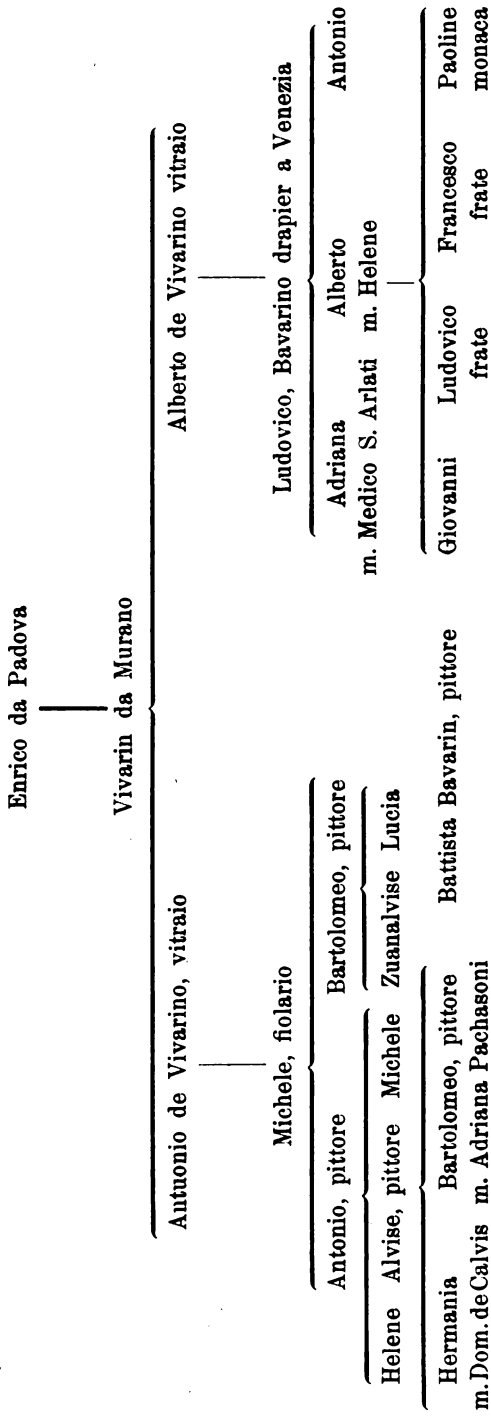 Enrico da Padova
Vivarin da Murano
Antuonio de Vivarino, vitraio Alberto de Vivarino vitraio
Michele, fiolario Ludovico, Bavarino drapier a Venezia
Antonio, pittore Bartolomeo, pittore Adriana Alberto Antonio
m. Medico S. Arlati m. Helene
Helene Alvise, pittore Michele Zuanalvise Lucia
Hermania Bartolomeo, pittore Battista Bavarin, pittore Giovanni Ludovico Francesco Paoline
m. Dom. de Calvis m. Adriana Pachasoni frate frate monaca